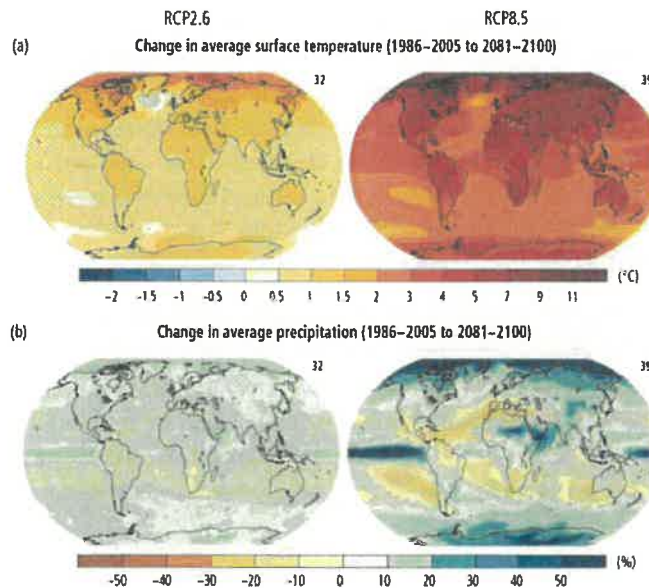 RCP2.6 RCP8.5
(a) Change in average surface temperature (1986–2005 to 2081–2100)
32 39
−2 −1.5 −1 −0.5 0 0.5 1 1.5 2 3 4 5 7 9 11 (°C)
(b) Change in average precipitation (1986–2005 to 2081–2100)
32 39
−50 −40 −30 −20 −10 0 10 20 30 40 50 (%)